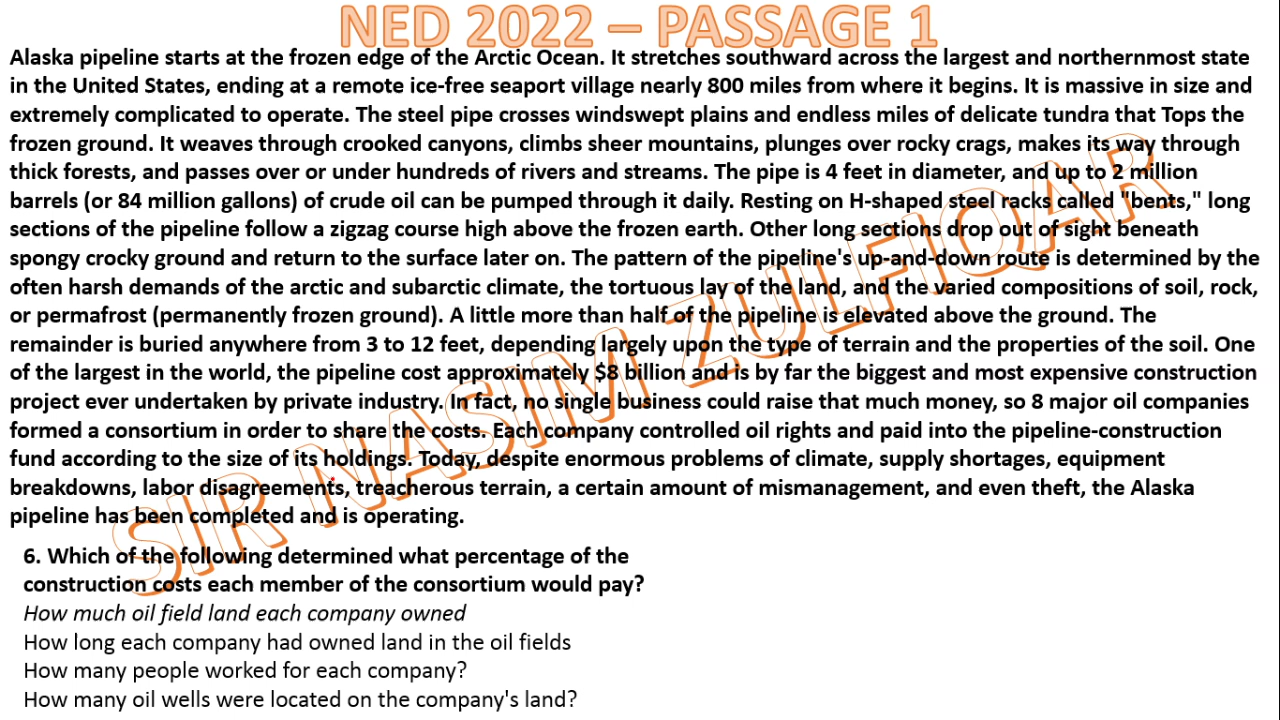 NED 2022 – PASSAGE 1
Alaska pipeline starts at the frozen edge of the Arctic Ocean. It stretches southward across the largest and northernmost state
in the United States, ending at a remote ice-free seaport village nearly 800 miles from where it begins. It is massive in size and
extremely complicated to operate. The steel pipe crosses windswept plains and endless miles of delicate tundra that Tops the
frozen ground. It weaves through crooked canyons, climbs sheer mountains, plunges over rocky crags, makes its way through
thick forests, and passes over or under hundreds of rivers and streams. The pipe is 4 feet in diameter, and up to 2 million
barrels (or 84 million gallons) of crude oil can be pumped through it daily. Resting on H-shaped steel racks called "bents," long
sections of the pipeline follow a zigzag course high above the frozen earth. Other long sections drop out of sight beneath
spongy crocky ground and return to the surface later on. The pattern of the pipeline's up-and-down route is determined by the
often harsh demands of the arctic and subarctic climate, the tortuous lay of the land, and the varied compositions of soil, rock,
or permafrost (permanently frozen ground). A little more than half of the pipeline is elevated above the ground. The
remainder is buried anywhere from 3 to 12 feet, depending largely upon the type of terrain and the properties of the soil. One
of the largest in the world, the pipeline cost approximately $8 billion and is by far the biggest and most expensive construction
project ever undertaken by private industry. In fact, no single business could raise that much money, so 8 major oil companies
formed a consortium in order to share the costs. Each company controlled oil rights and paid into the pipeline-construction
fund according to the size of its holdings. Today, despite enormous problems of climate, supply shortages, equipment
breakdowns, labor disagreements, treacherous terrain, a certain amount of mismanagement, and even theft, the Alaska
pipeline has been completed and is operating.
SIR NASIM ZULFIQAR
6. Which of the following determined what percentage of the
construction costs each member of the consortium would pay?
How much oil field land each company owned
How long each company had owned land in the oil fields
How many people worked for each company?
How many oil wells were located on the company's land?